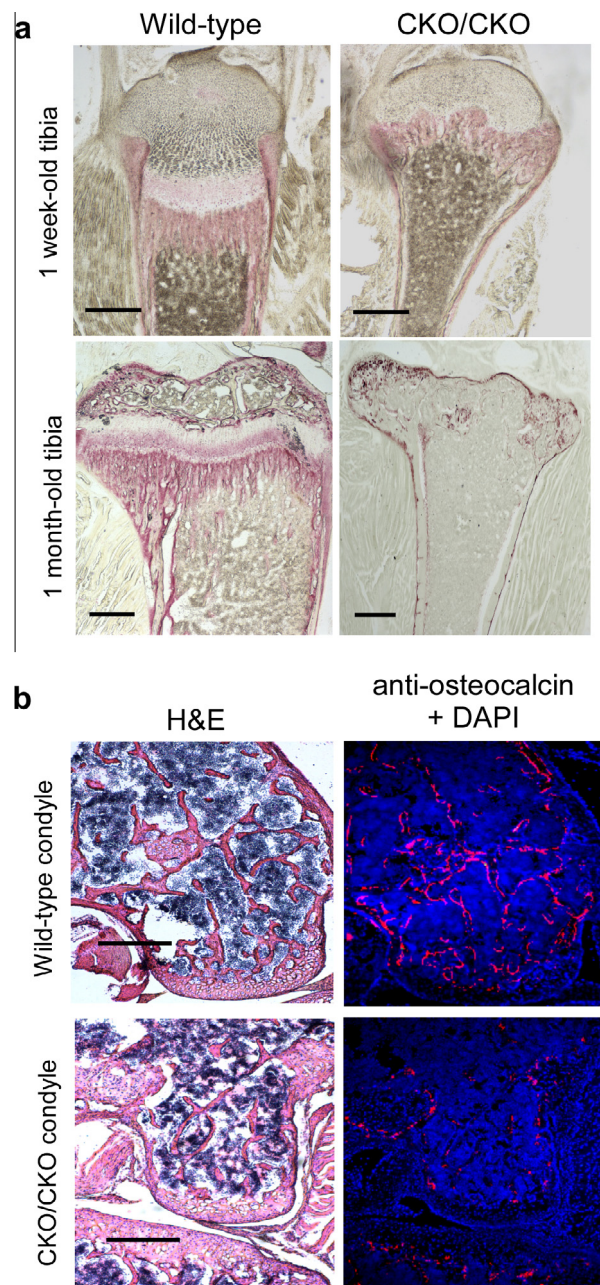 a
Wild-type
CKO/CKO
1 week-old tibia
1 month-old tibia
b
H&E
anti-osteocalcin
+ DAPI
Wild-type condyle
CKO/CKO condyle